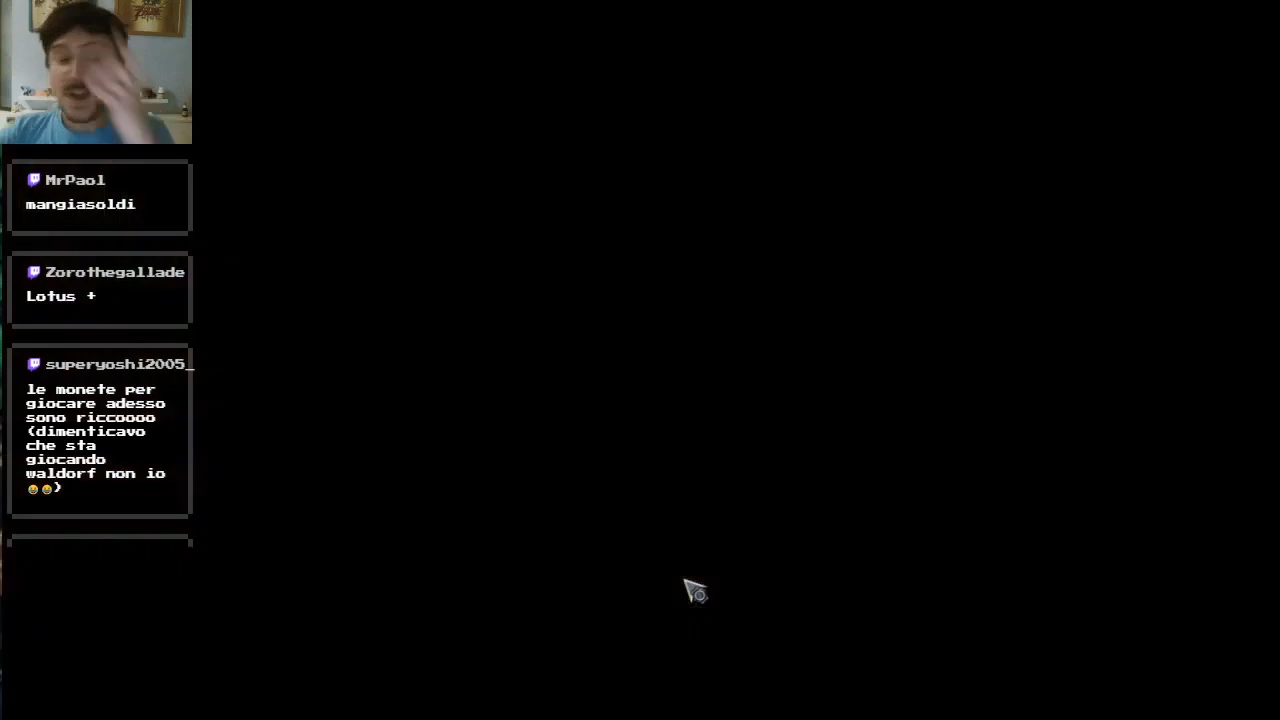 MrPaol
mangiasoldi
Zorothegallade
Lotus +
superyoshi2005_
le monete per
giocare adesso
sono riccoooo
(dimenticavo
che sta
giocando
waldorf non io
😂😂)